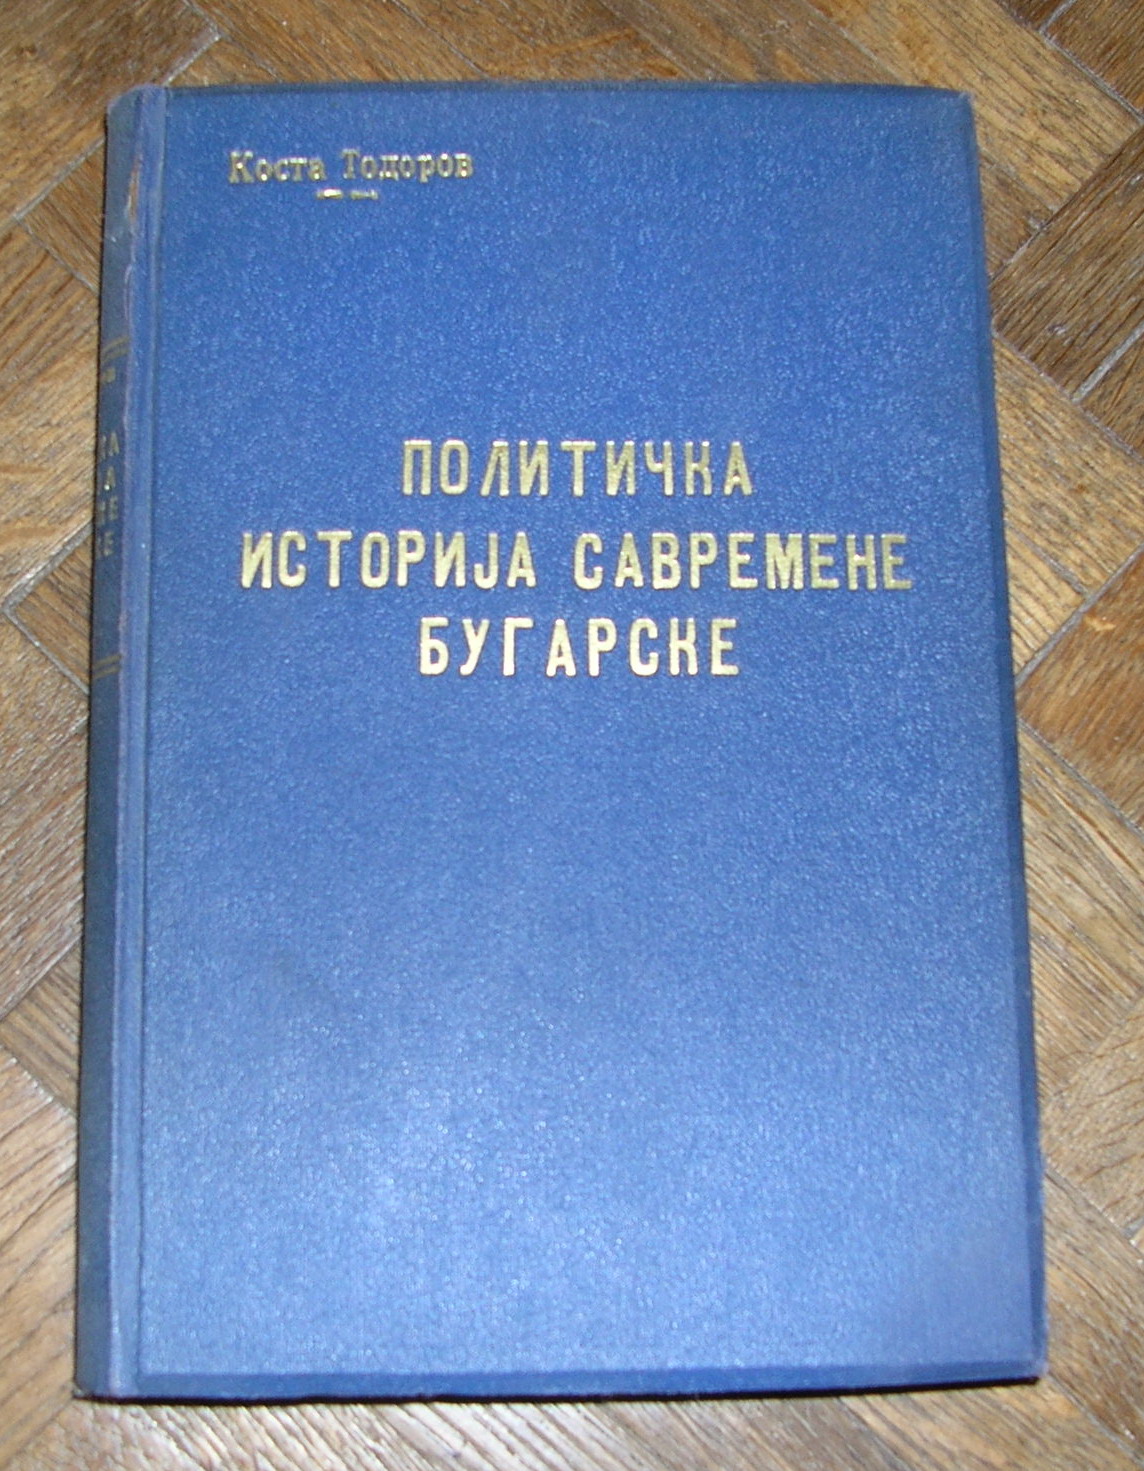 Коста Тодоров
ПОЛИТИЧКА
ИСТОРИЈА САВРЕМЕНЕ
БУГАРСКЕ